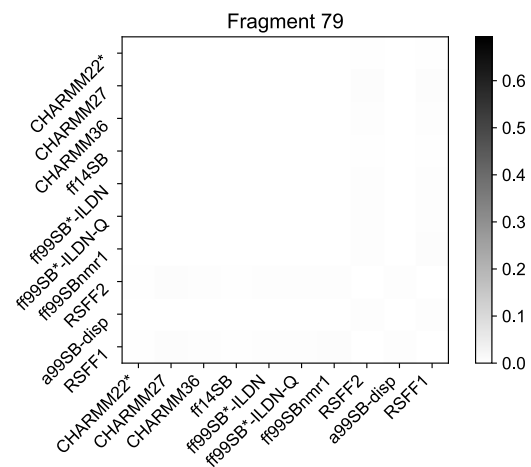 Fragment 79
CHARMM22*
CHARMM27
CHARMM36
ff14SB
ff99SB*-ILDN
ff99SB*-ILDN-Q
ff99SBnmr1
RSFF2
a99SB-disp
RSFF1
CHARMM22*
CHARMM27
CHARMM36
ff14SB
ff99SB*-ILDN
ff99SB*-ILDN-Q
ff99SBnmr1
RSFF2
a99SB-disp
RSFF1
0.6
0.5
0.4
0.3
0.2
0.1
0.0